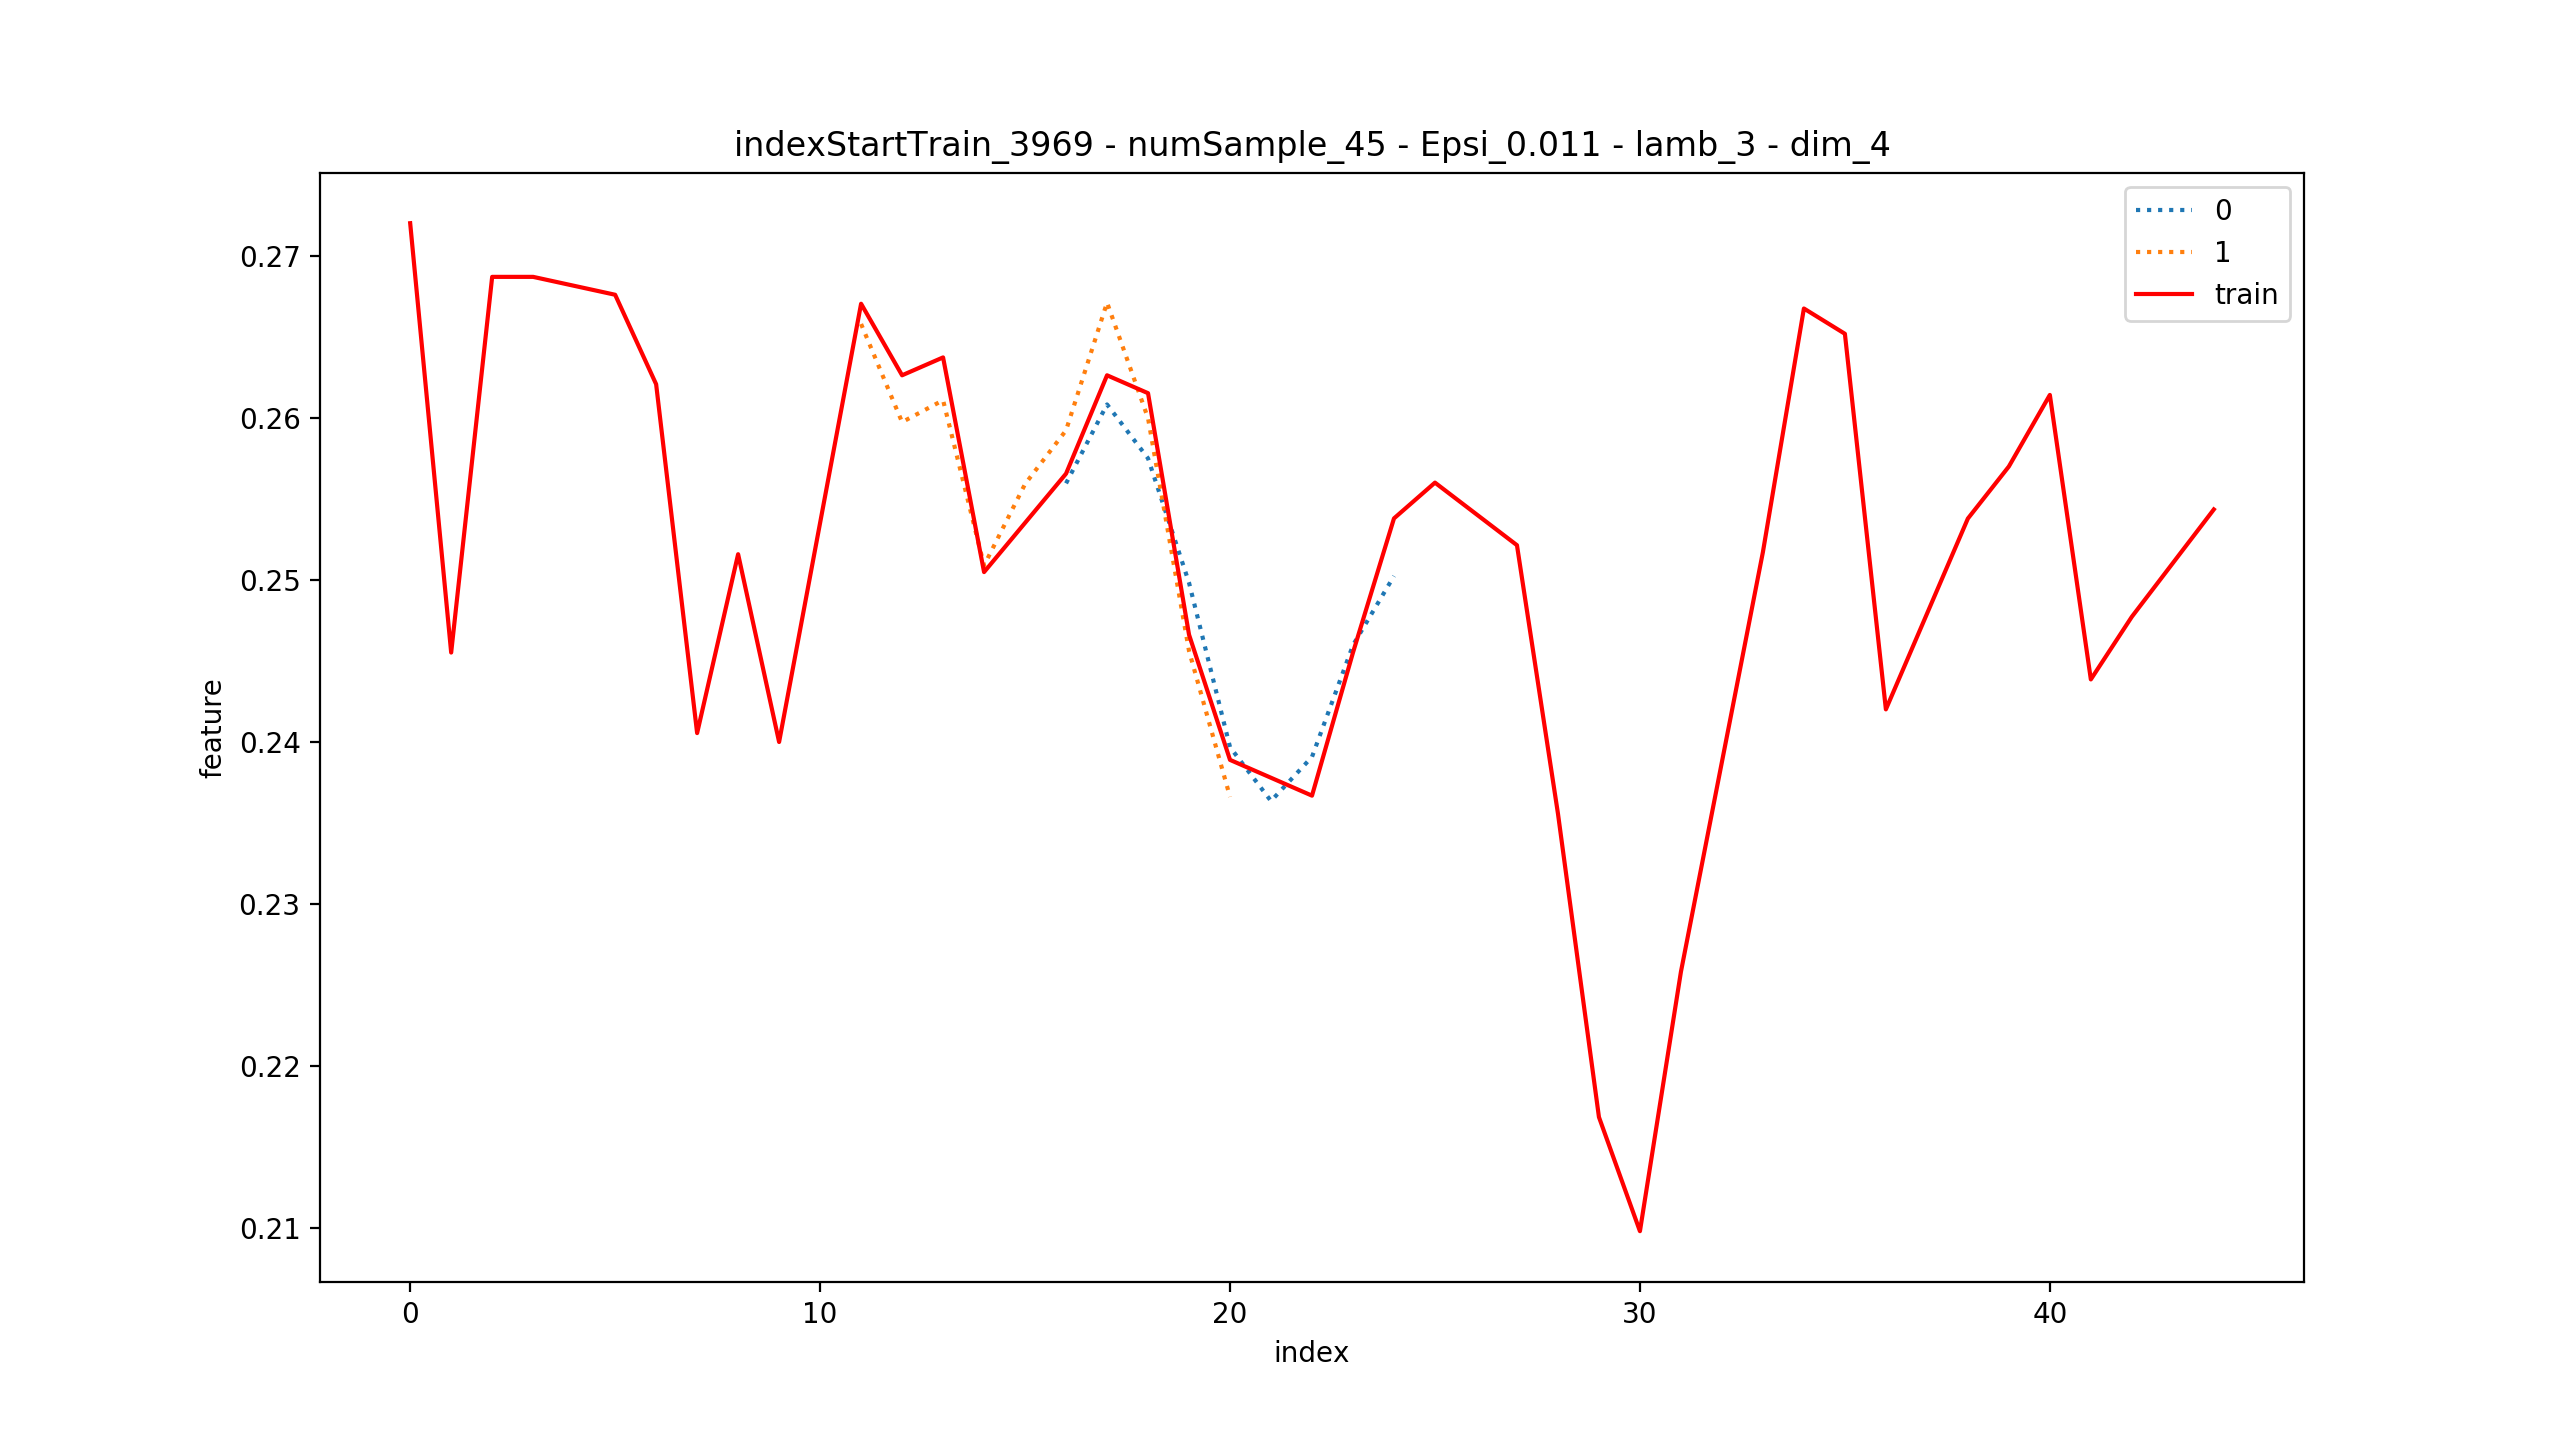 indexStartTrain_3969 - numSample_45 - Epsi_0.011 - lamb_3 - dim_4
0
1
train
0.27
0.26
0.25
0.24
0.23
0.22
0.21
feature
0 10 20 30 40
index